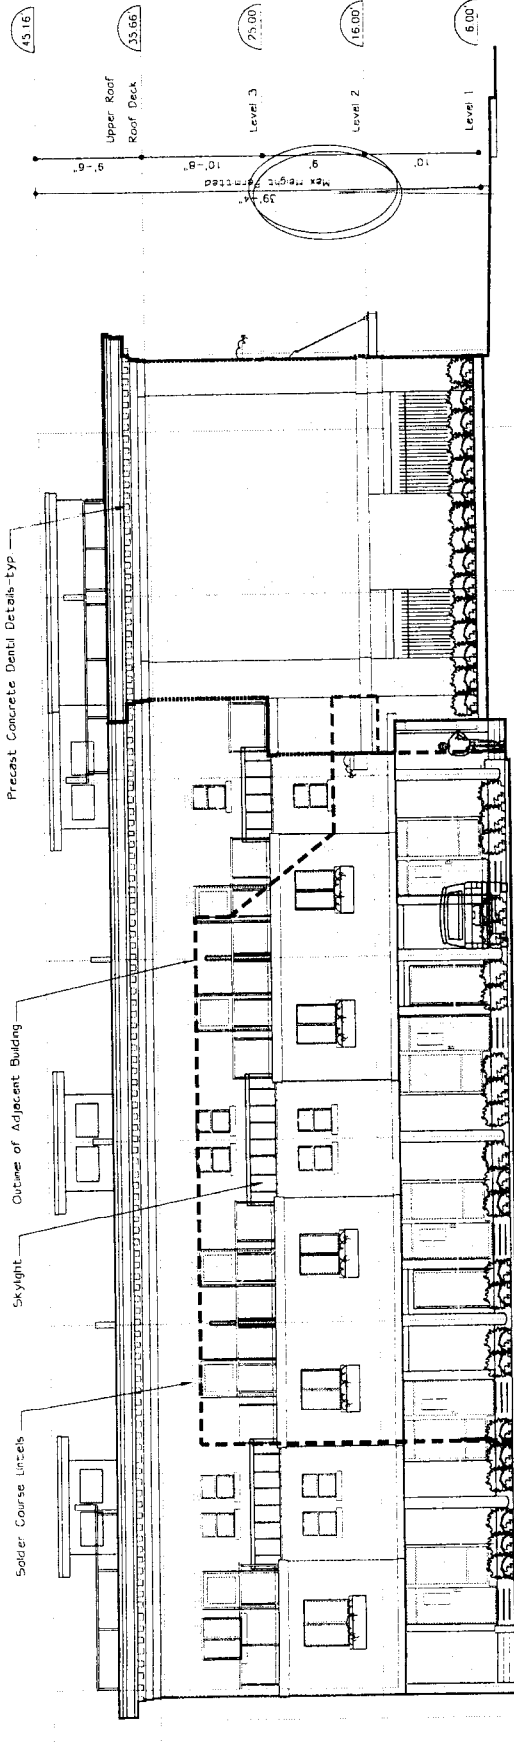 Solder Course Lintels
Skylight
Outline of Adjacent Building
Precast Concrete Dentil Details-typ
45.16'
Upper Roof
35.66'
Roof Deck
25.00'
Level 3
16.00'
Level 2
6.00'
Level 1
9'-6"
10'-8"
9'
10'
39'-4"
Max Height Permitted